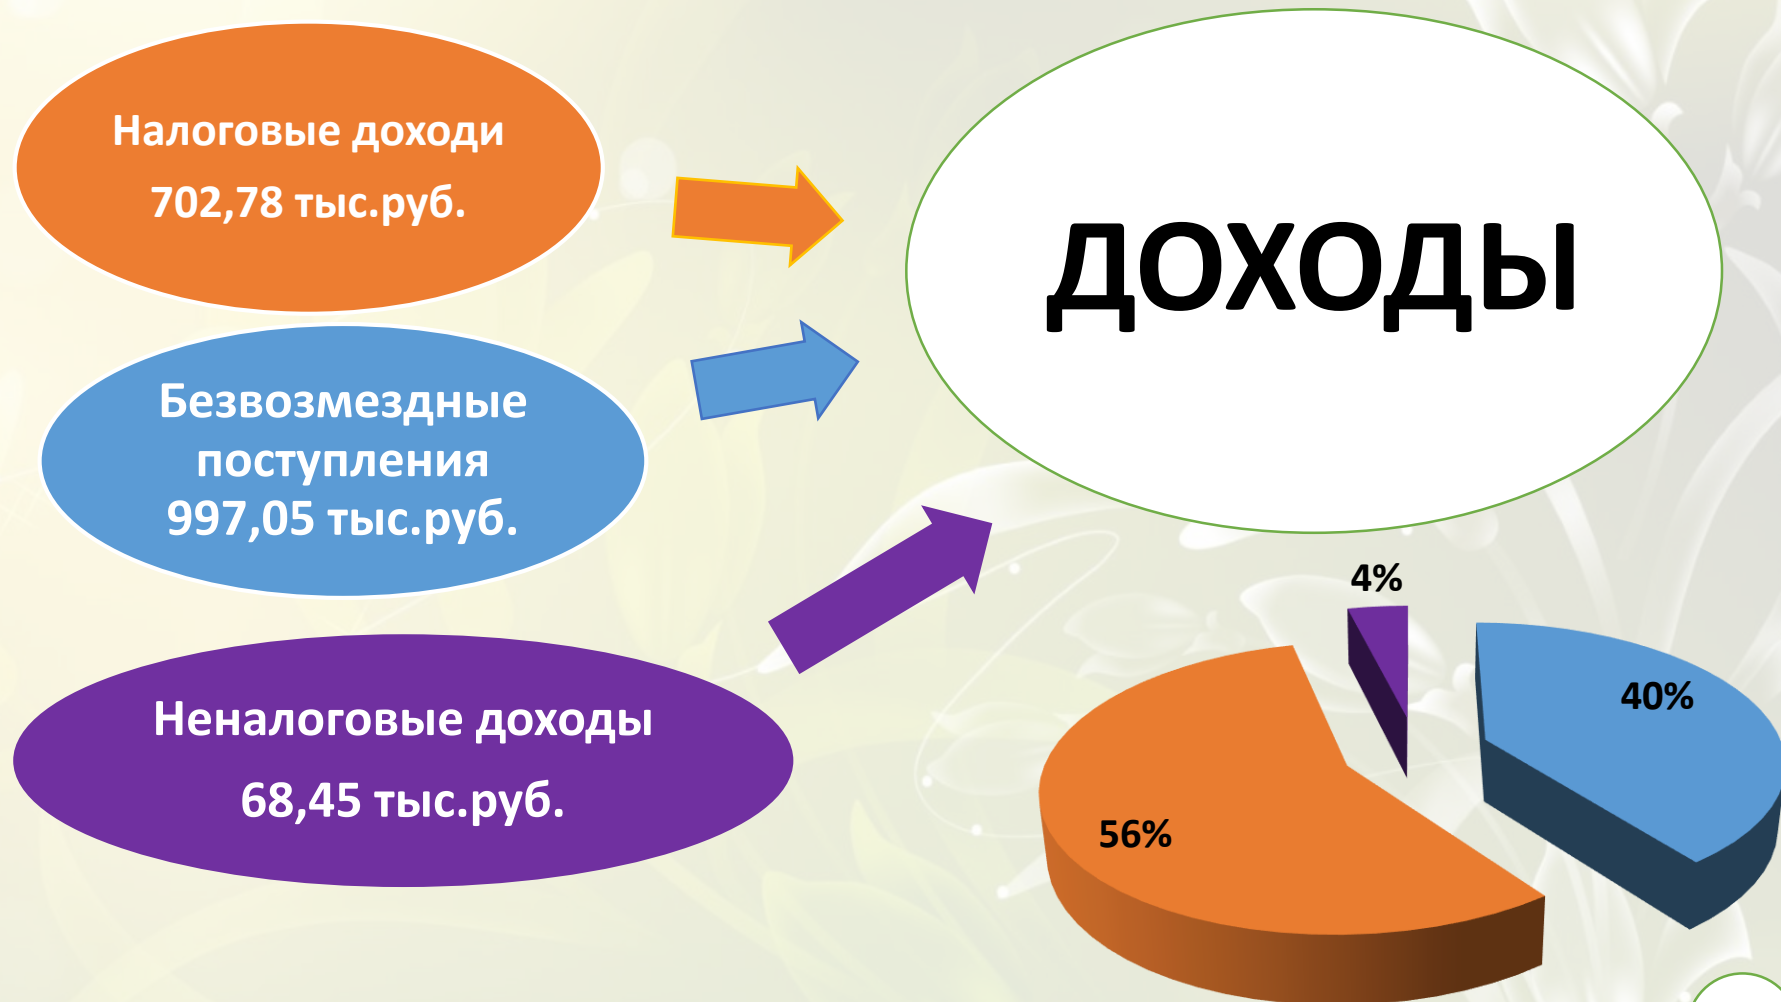 Налоговые доходи
702,78 тыс.руб.
Безвозмездные
поступления
997,05 тыс.руб.
Неналоговые доходы
68,45 тыс.руб.
ДОХОДЫ
4%
40%
56%